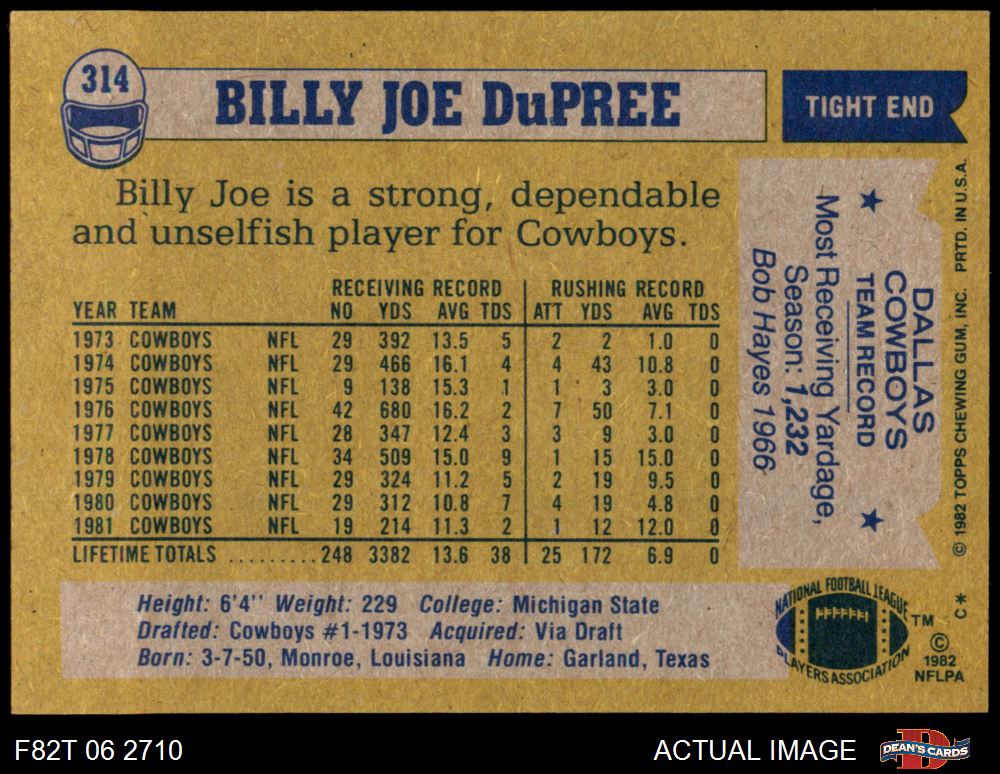 314
BILLY JOE DuPREE
TIGHT END
Billy Joe is a strong, dependable
and unselfish player for Cowboys.
RECEIVING RECORD RUSHING RECORD
YEAR TEAM NO YDS AVG TDS ATT YDS AVG TDS
1973 COWBOYS NFL 29 392 13.5 5 2 2 1.0 0
1974 COWBOYS NFL 29 466 16.1 4 4 43 10.8 0
1975 COWBOYS NFL 9 138 15.3 1 1 3 3.0 0
1976 COWBOYS NFL 42 680 16.2 2 7 50 7.1 0
1977 COWBOYS NFL 28 347 12.4 3 3 9 3.0 0
1978 COWBOYS NFL 34 509 15.0 9 1 15 15.0 0
1979 COWBOYS NFL 29 324 11.2 5 2 19 9.5 0
1980 COWBOYS NFL 29 312 10.8 7 4 19 4.8 0
1981 COWBOYS NFL 19 214 11.3 2 1 12 12.0 0
LIFETIME TOTALS ......... 248 3382 13.6 38 25 172 6.9 0
DALLAS
COWBOYS
TEAM RECORD
Most Receiving Yardage,
Season: 1,232
Bob Hayes 1966
© 1982 TOPPS CHEWING GUM, INC. PRTD. IN U.S.A.
C*
Height: 6'4" Weight: 229 College: Michigan State
Drafted: Cowboys #1-1973 Acquired: Via Draft
Born: 3-7-50, Monroe, Louisiana Home: Garland, Texas
NATIONAL FOOTBALL LEAGUE
PLAYERS ASSOCIATION
TM
©
1982
NFLPA
F82T 06 2710
ACTUAL IMAGE
DEAN'S CARDS